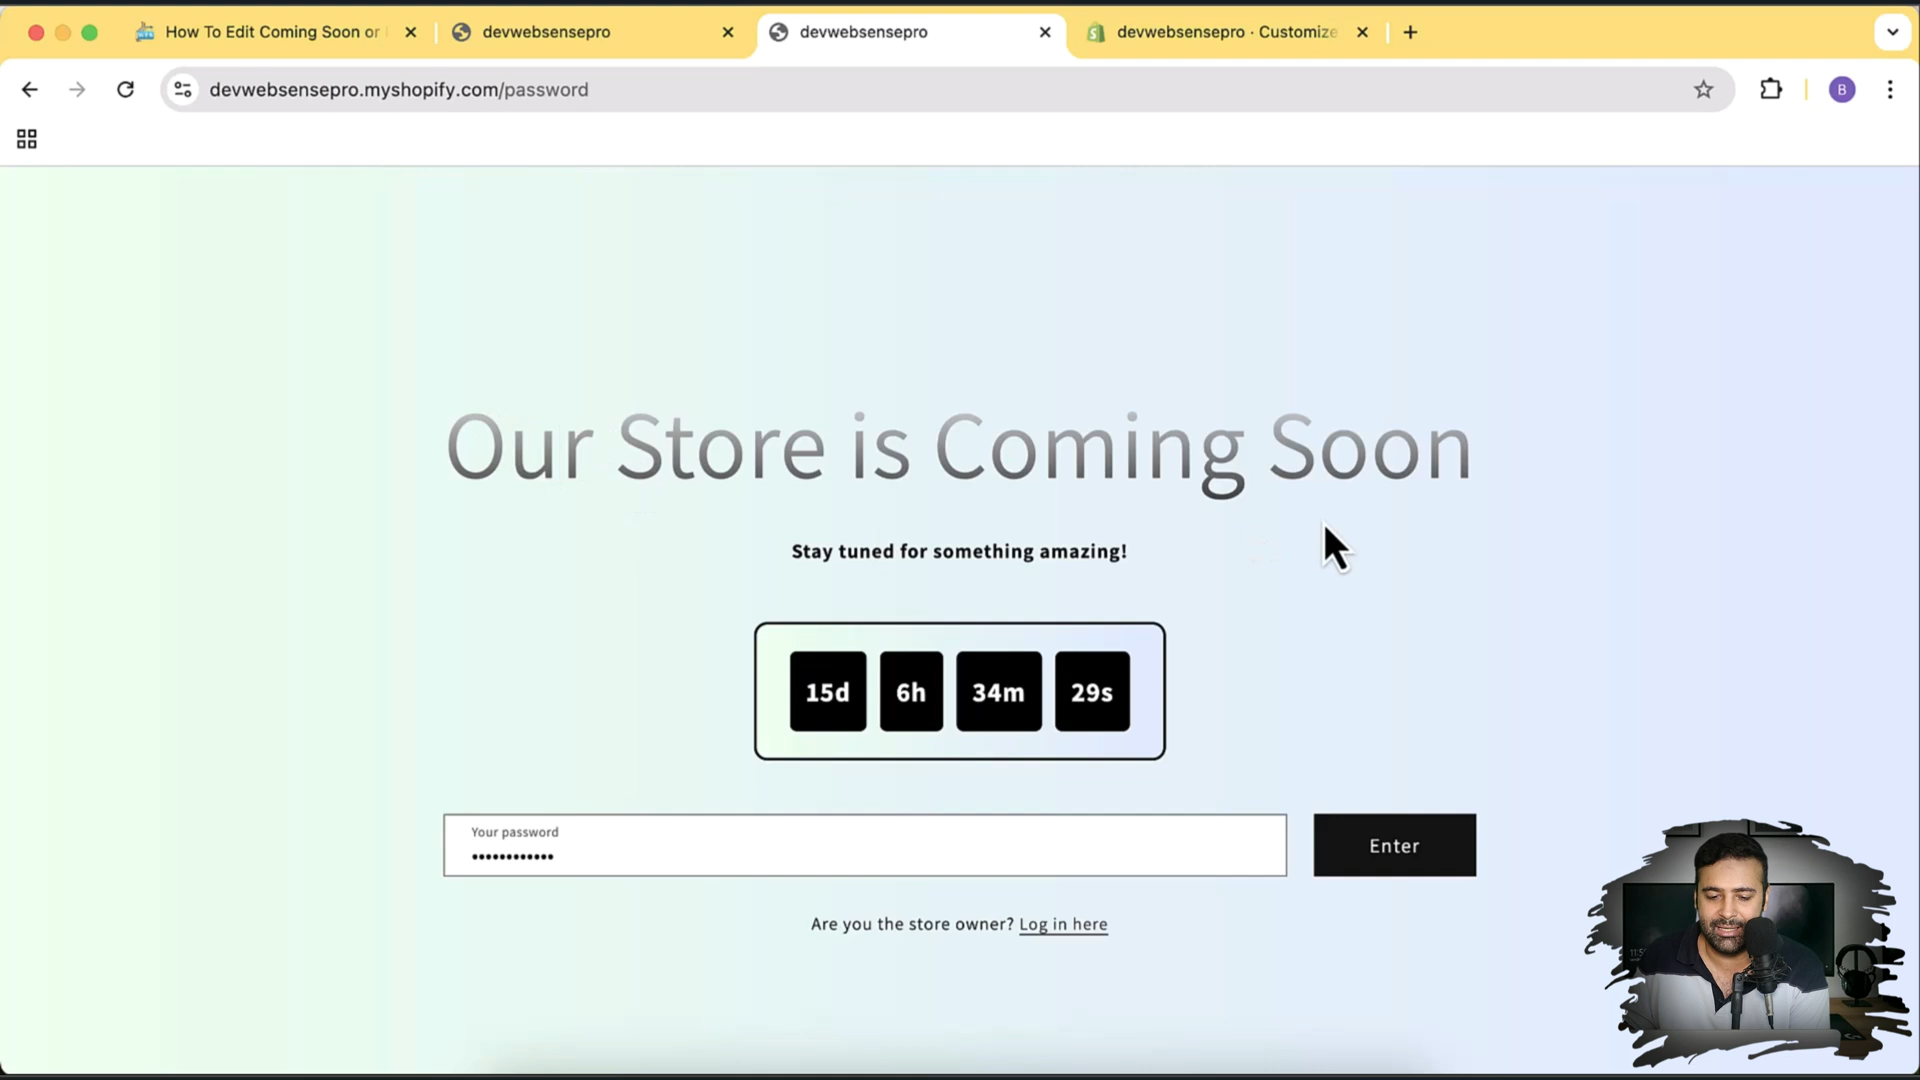 How To Edit Coming Soon or
devwebsensepro
devwebsensepro
devwebsensepro · Customize
devwebsensepro.myshopify.com/password
B
Our Store is Coming Soon
Stay tuned for something amazing!
15d 6h 34m 29s
Your password
••••••••••••
Enter
Are you the store owner? Log in here